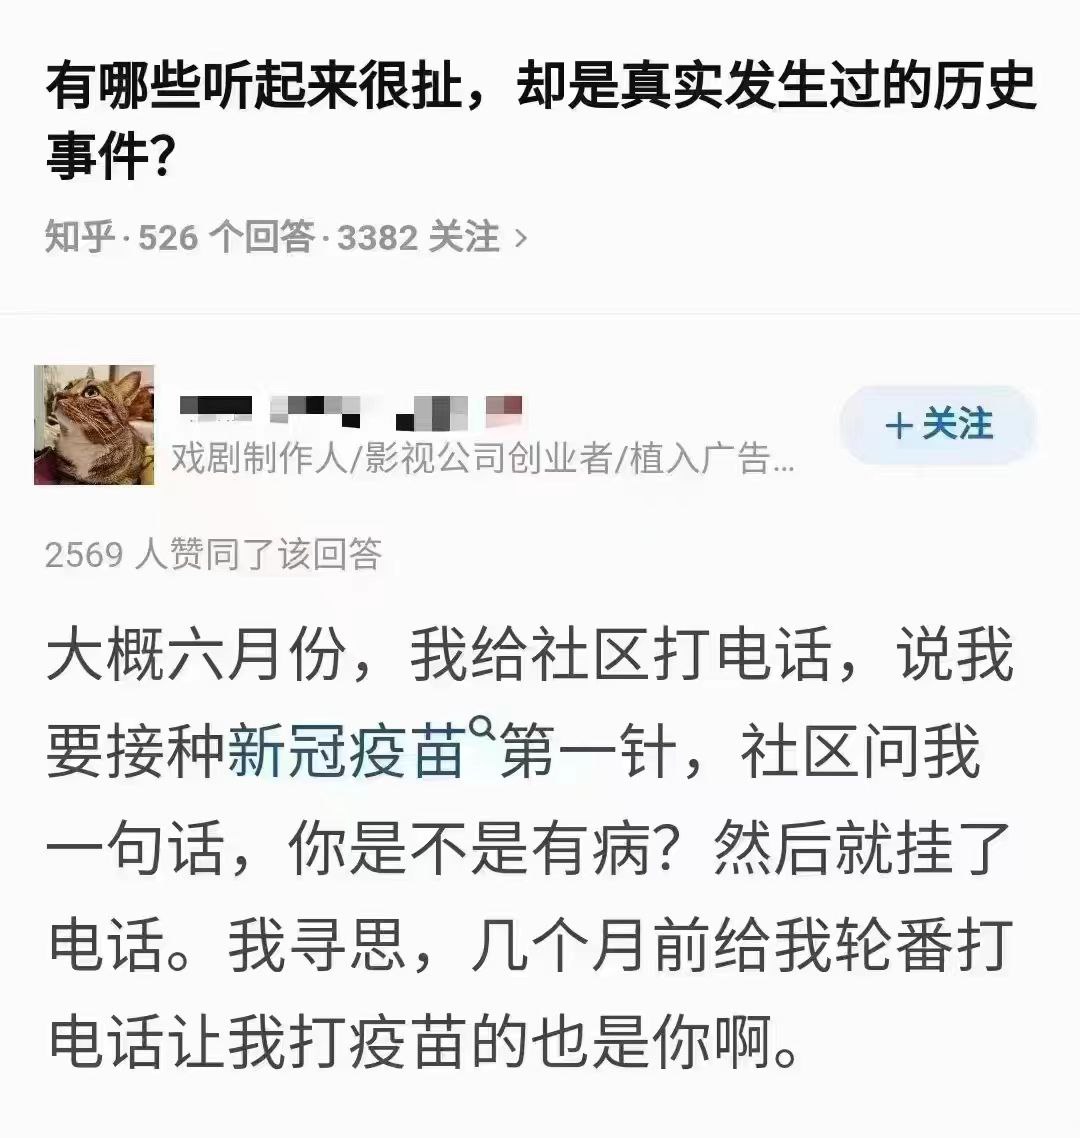 有哪些听起来很扯，却是真实发生过的历史
事件？
知乎·526 个回答·3382 关注 >
戏剧制作人/影视公司创业者/植入广告...
＋关注
2569 人赞同了该回答
大概六月份，我给社区打电话，说我
要接种新冠疫苗第一针，社区问我
一句话，你是不是有病？然后就挂了
电话。我寻思，几个月前给我轮番打
电话让我打疫苗的也是你啊。